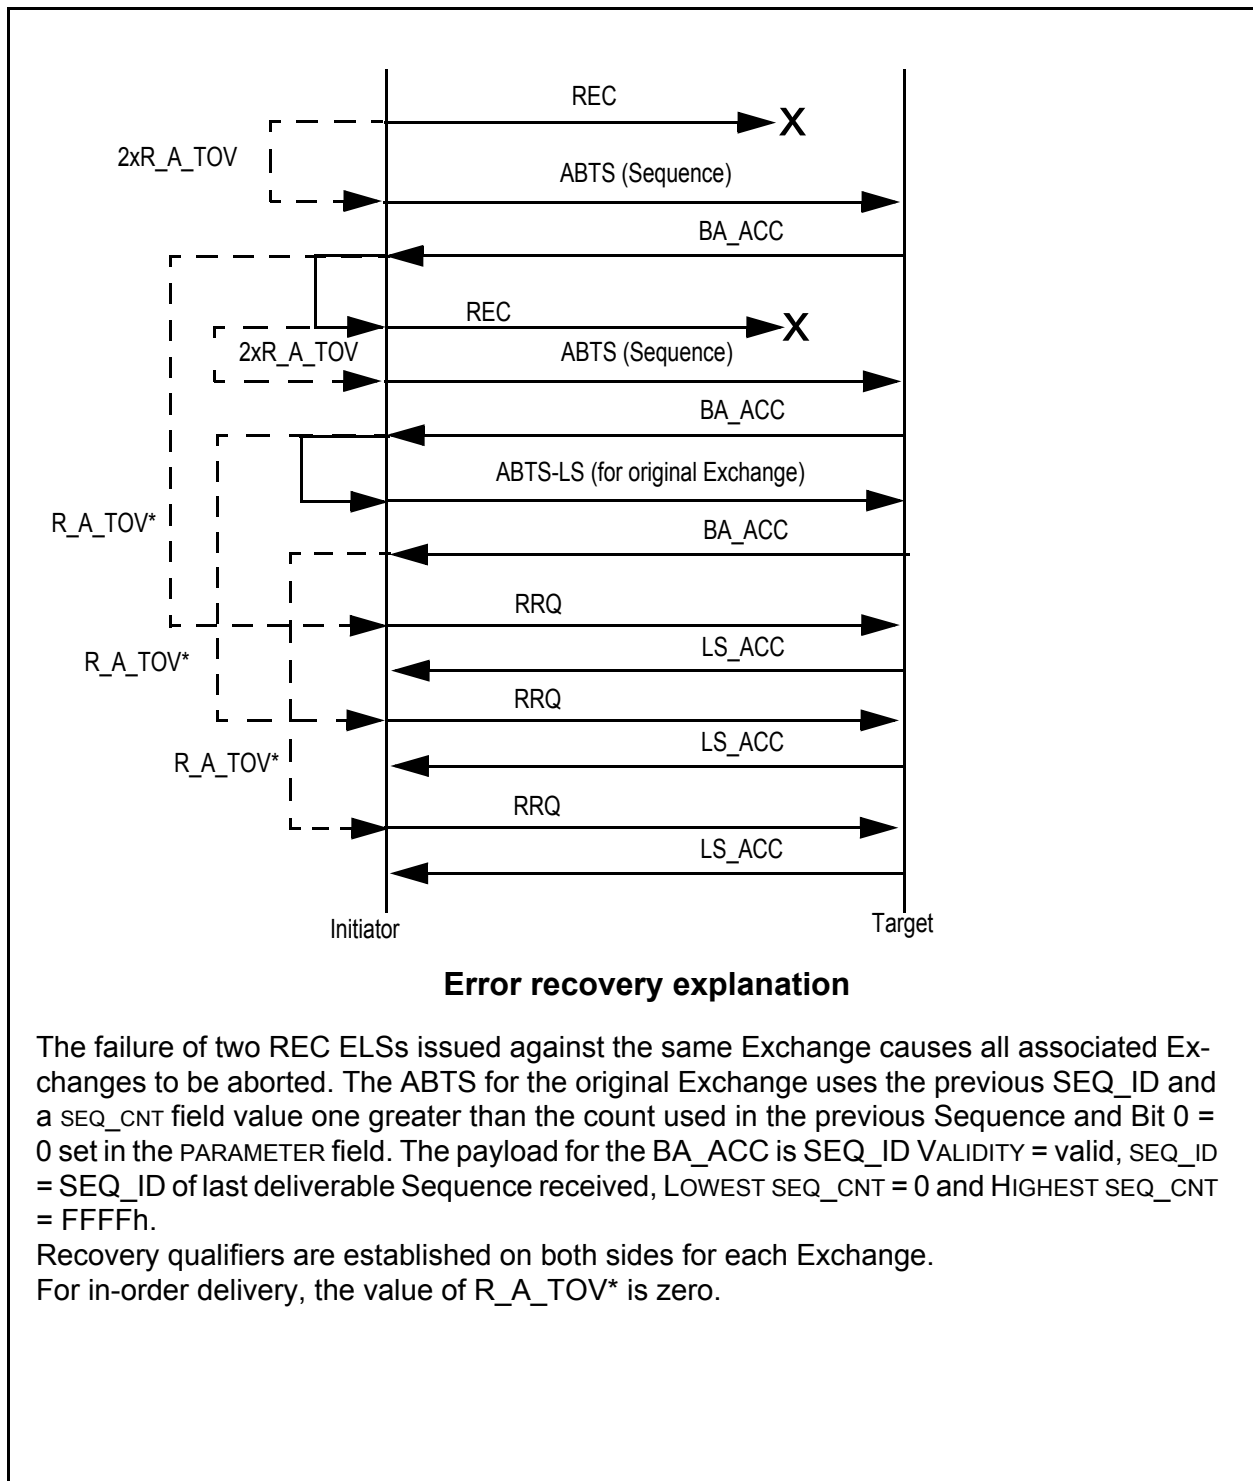 REC
X
2xR_A_TOV
ABTS (Sequence)
BA_ACC
REC
X
2xR_A_TOV
ABTS (Sequence)
BA_ACC
ABTS-LS (for original Exchange)
R_A_TOV*
BA_ACC
RRQ
LS_ACC
R_A_TOV*
RRQ
LS_ACC
R_A_TOV*
RRQ
LS_ACC
Initiator
Target
Error recovery explanation
The failure of two REC ELSs issued against the same Exchange causes all associated Ex-
changes to be aborted. The ABTS for the original Exchange uses the previous SEQ_ID and
a SEQ_CNT field value one greater than the count used in the previous Sequence and Bit 0 =
0 set in the PARAMETER field. The payload for the BA_ACC is SEQ_ID VALIDITY = valid, SEQ_ID
= SEQ_ID of last deliverable Sequence received, LOWEST SEQ_CNT = 0 and HIGHEST SEQ_CNT
= FFFFh.
Recovery qualifiers are established on both sides for each Exchange.
For in-order delivery, the value of R_A_TOV* is zero.